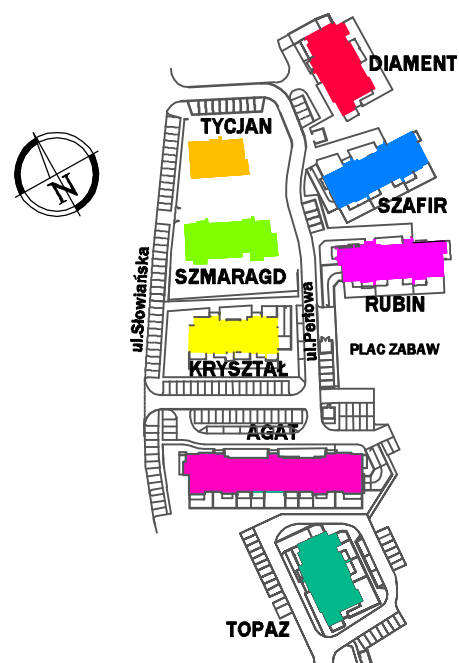 DIAMENT
TYCJAN
N
SZAFIR
ul.Słowiańska
SZMARAGD
ul.Perłowa
RUBIN
PLAC ZABAW
KRYSZTAŁ
AGAT
TOPAZ